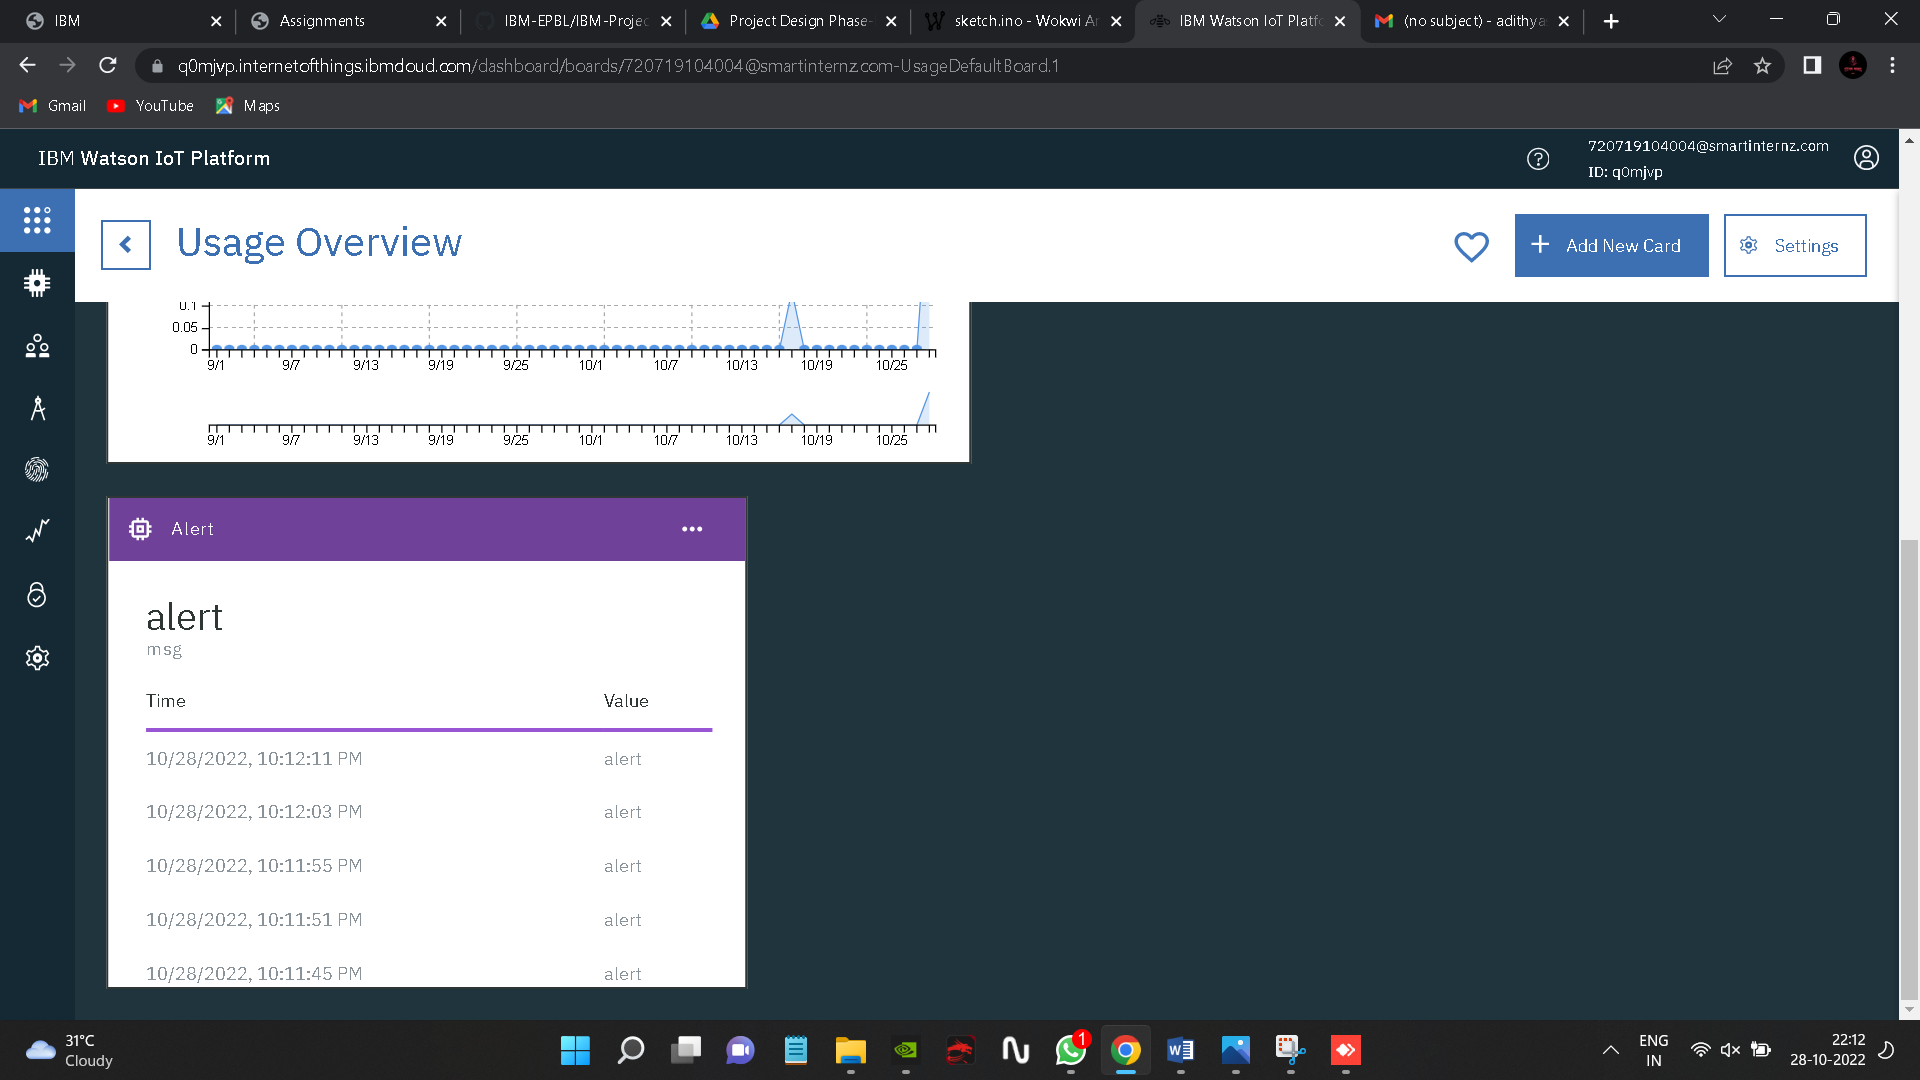 IBM
Assignments
IBM-EPBL/IBM-Projec
Project Design Phase-
sketch.ino - Wokwi Ar
IBM Watson IoT Platfo
(no subject) - adithya
q0mjvp.internetofthings.ibmcloud.com/dashboard/boards/720719104004@smartinternz.com-UsageDefaultBoard.1
Gmail
YouTube
Maps
IBM Watson IoT Platform
720719104004@smartinternz.com
ID: q0mjvp
Usage Overview
Add New Card
Settings
0.1
0.05
0
9/1 9/7 9/13 9/19 9/25 10/1 10/7 10/13 10/19 10/25
9/1 9/7 9/13 9/19 9/25 10/1 10/7 10/13 10/19 10/25
Alert
alert
msg
Time Value
10/28/2022, 10:12:11 PM alert
10/28/2022, 10:12:03 PM alert
10/28/2022, 10:11:55 PM alert
10/28/2022, 10:11:51 PM alert
10/28/2022, 10:11:45 PM alert
31°C
Cloudy
1
ENG
IN
22:12
28-10-2022